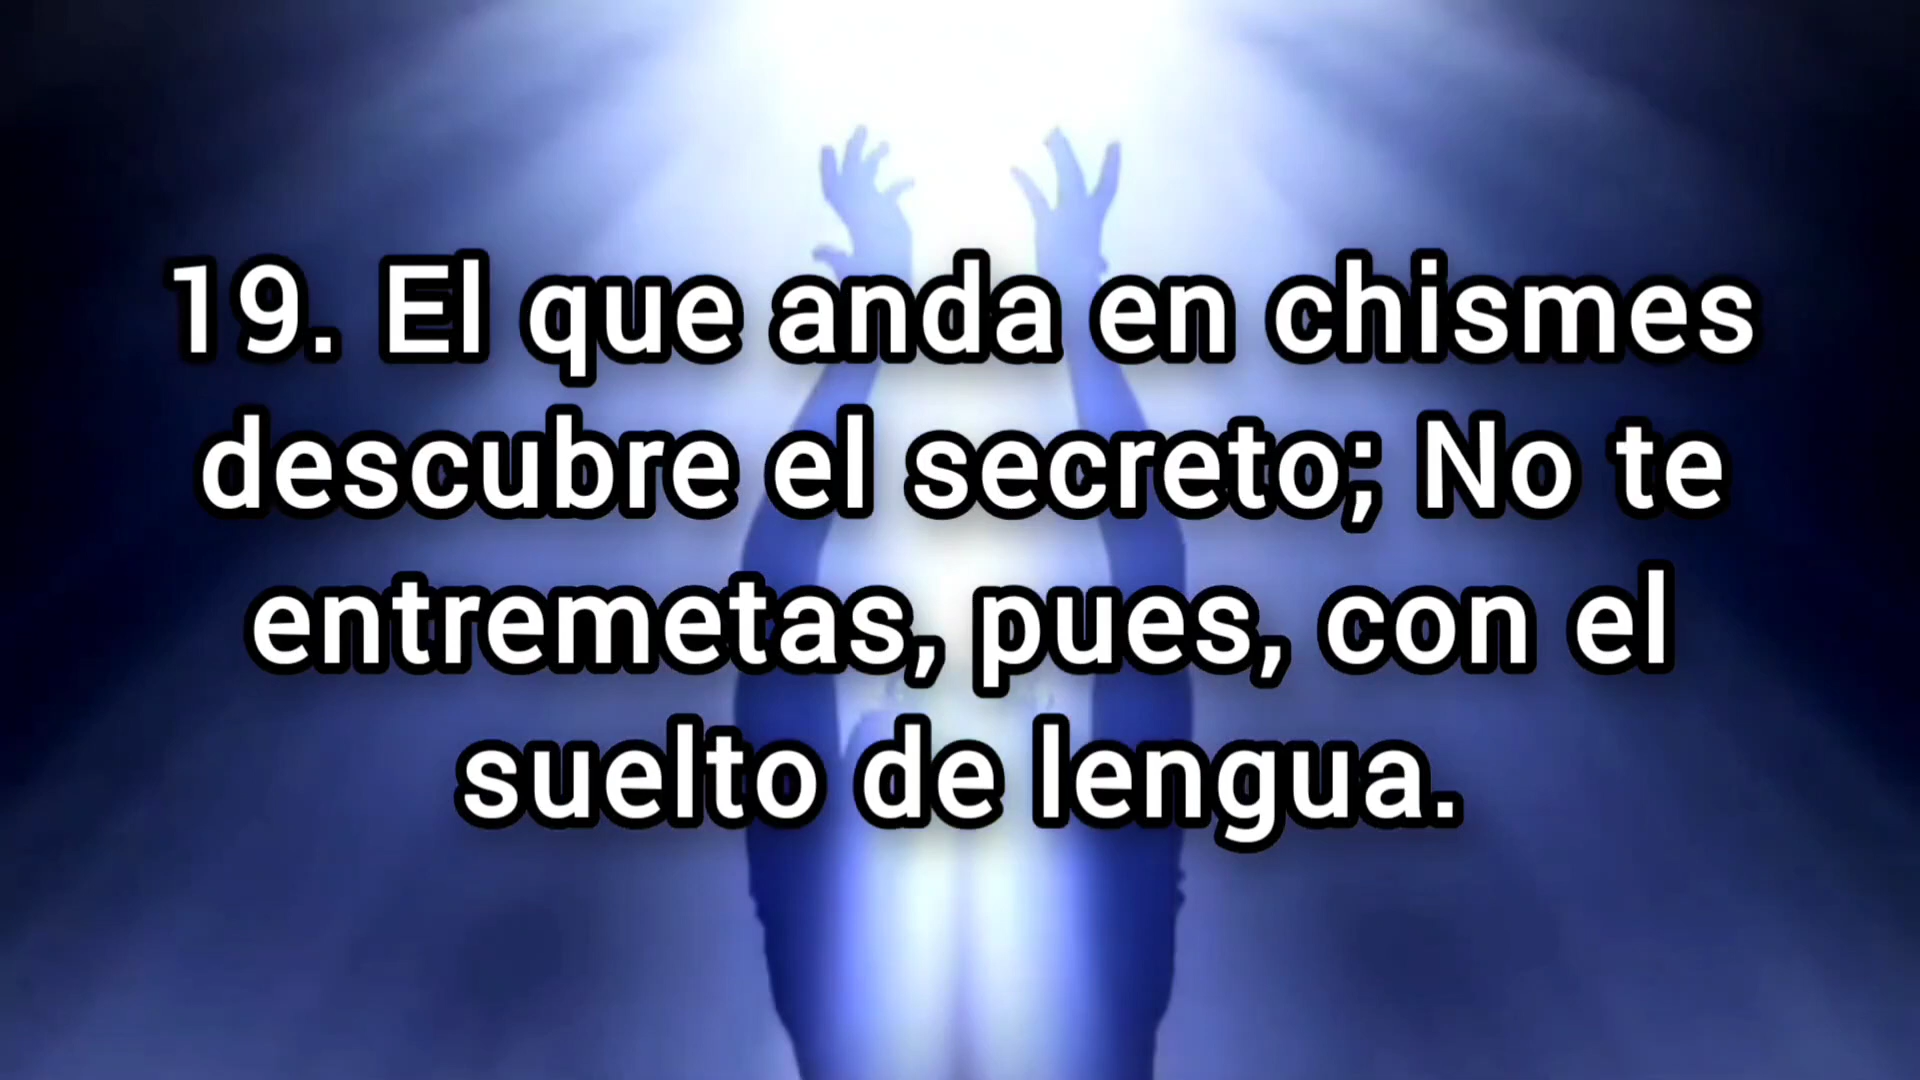 19. El que anda en chismes
descubre el secreto; No te
entremetas, pues, con el
suelto de lengua.